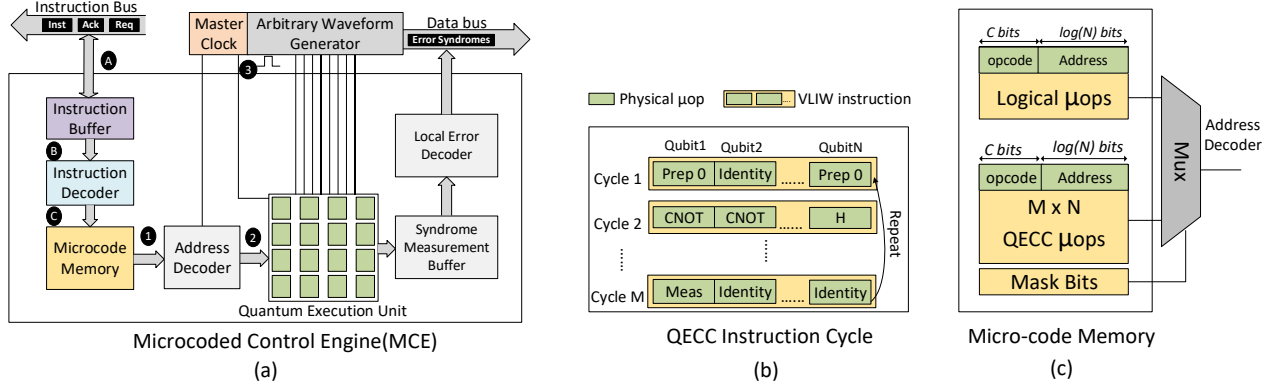 Instruction Bus
Inst Ack Req
A
Instruction
Buffer
B
Instruction
Decoder
C
Microcode
Memory
1
Address
Decoder
2
Master
Clock
3
Arbitrary Waveform
Generator
Data bus
Error Syndromes
Local Error
Decoder
Syndrome
Measurement
Buffer
Quantum Execution Unit
Microcoded Control Engine(MCE)
(a)
Physical μop
VLIW instruction
Qubit1 Qubit2 QubitN
Cycle 1 Prep 0 Identity ...... Prep 0
Cycle 2 CNOT CNOT ...... H
Cycle M Meas Identity ...... Identity
Repeat
QECC Instruction Cycle
(b)
C bits log(N) bits
opcode Address
Logical μops
C bits log(N) bits
opcode Address
M x N
QECC μops
Mask Bits
Mux
Address
Decoder
Micro-code Memory
(c)